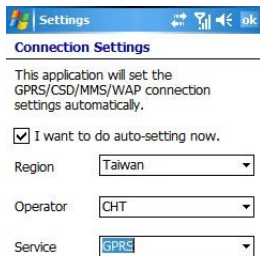 Settings ok
Connection Settings
This application will set the
GPRS/CSD/MMS/WAP connection
settings automatically.
I want to do auto-setting now.
Region Taiwan
Operator CHT
Service GPRS